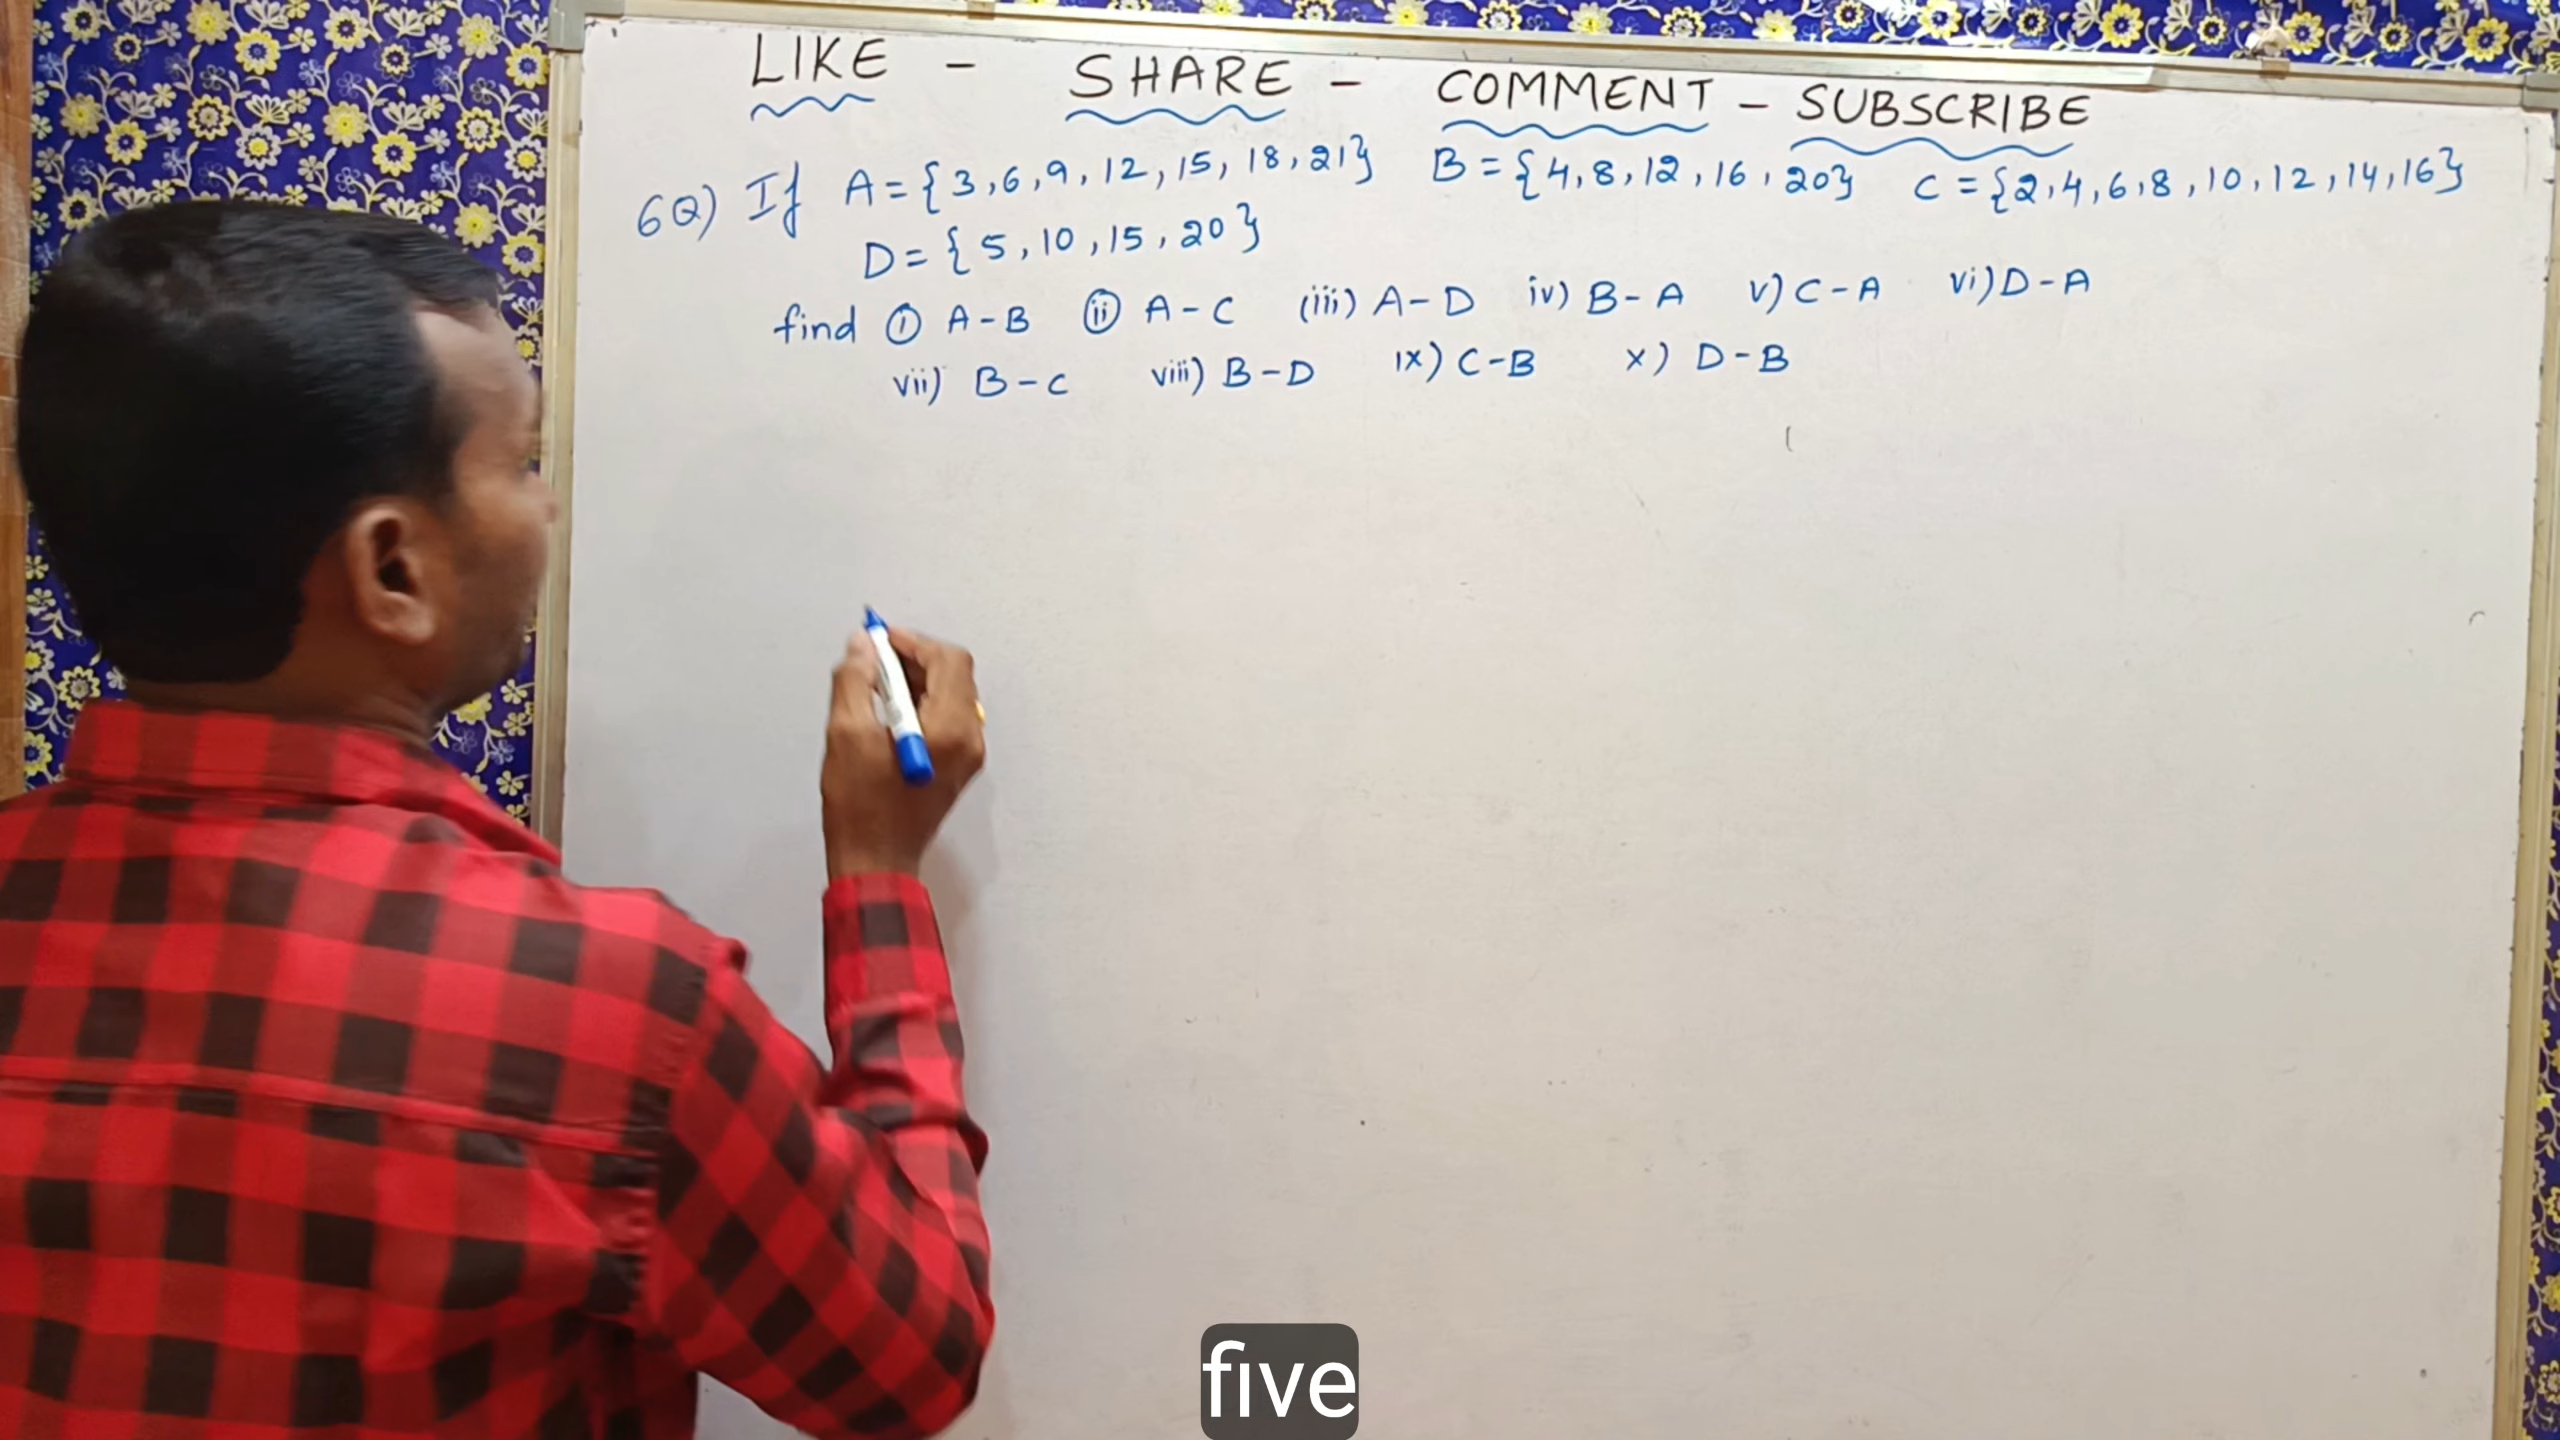 LIKE - SHARE - COMMENT - SUBSCRIBE
6Q) If A = {3,6,9,12,15,18,21} B = {4,8,12,16,20} C = {2,4,6,8,10,12,14,16}
D = {5,10,15,20}
find (i) A-B (ii) A-C (iii) A-D iv) B-A v) C-A vi) D-A
vii) B-C viii) B-D ix) C-B x) D-B
five